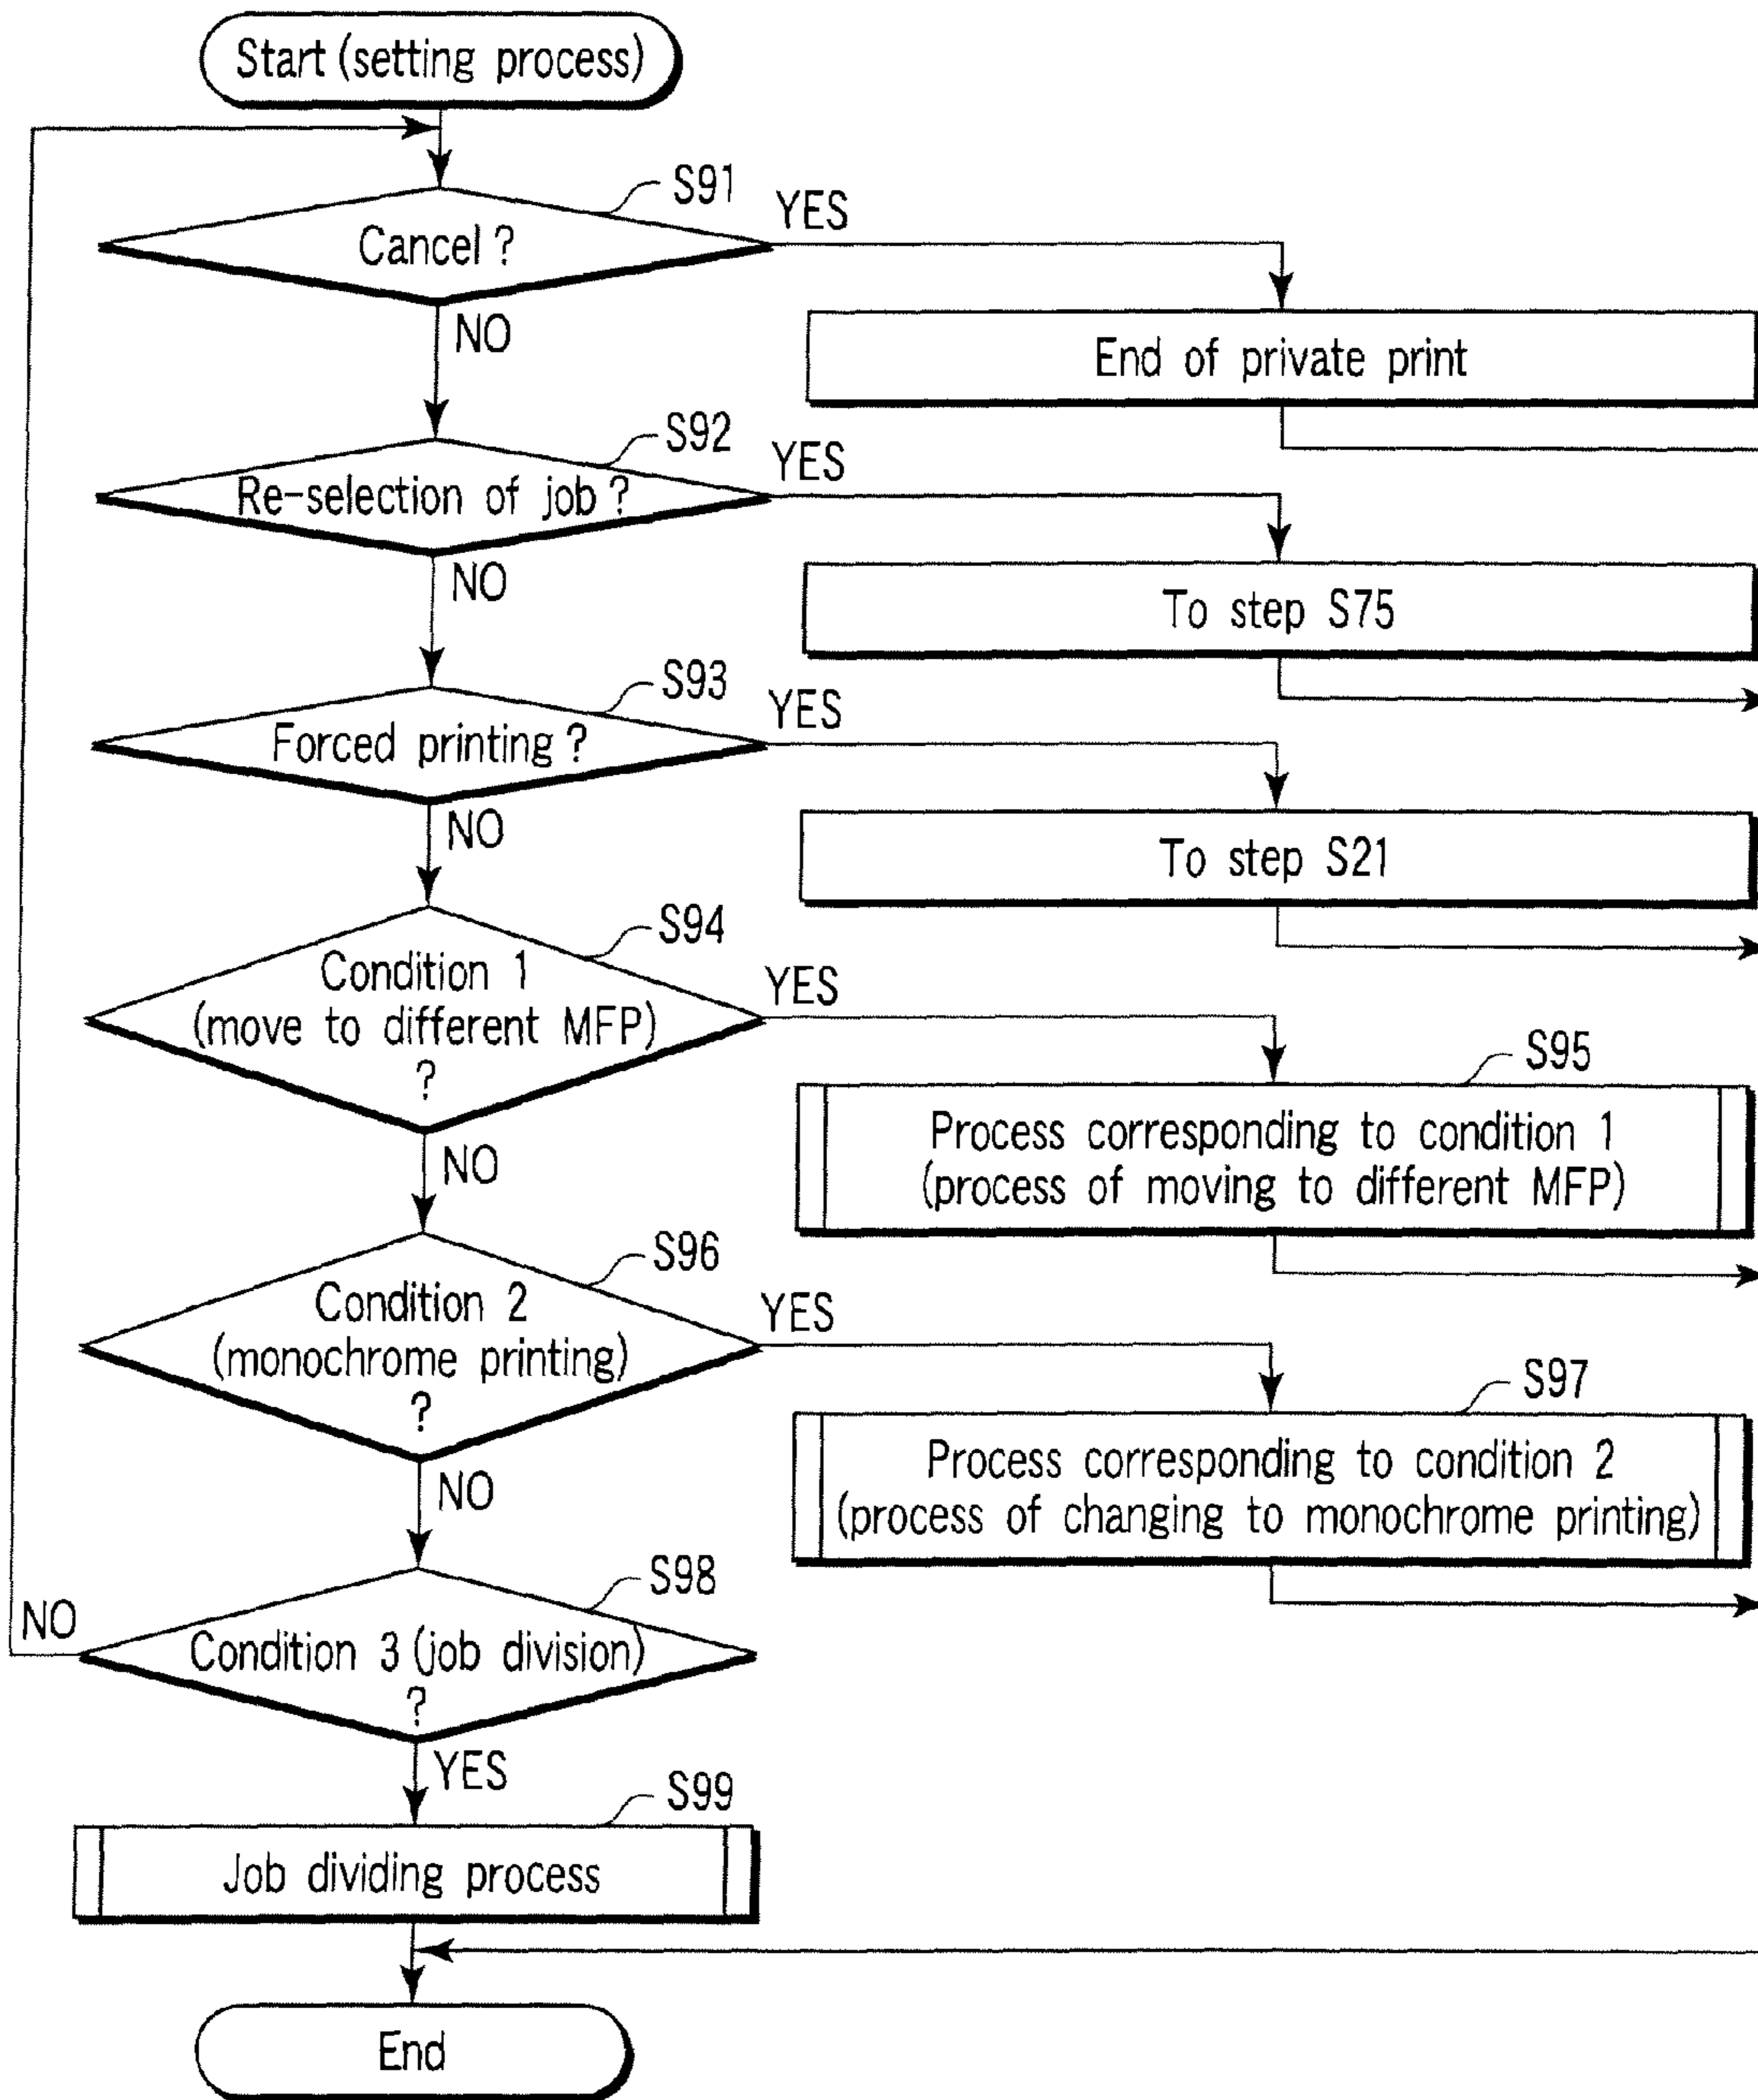 Start (setting process)
S91
YES
Cancel ?
NO
End of private print
S92
YES
Re-selection of job ?
NO
To step S75
S93
YES
Forced printing ?
NO
To step S21
S94
Condition 1
(move to different MFP)
?
YES
NO
S95
Process corresponding to condition 1
(process of moving to different MFP)
S96
Condition 2
(monochrome printing)
?
YES
NO
S97
Process corresponding to condition 2
(process of changing to monochrome printing)
S98
NO
Condition 3 (job division)
?
YES
S99
Job dividing process
End